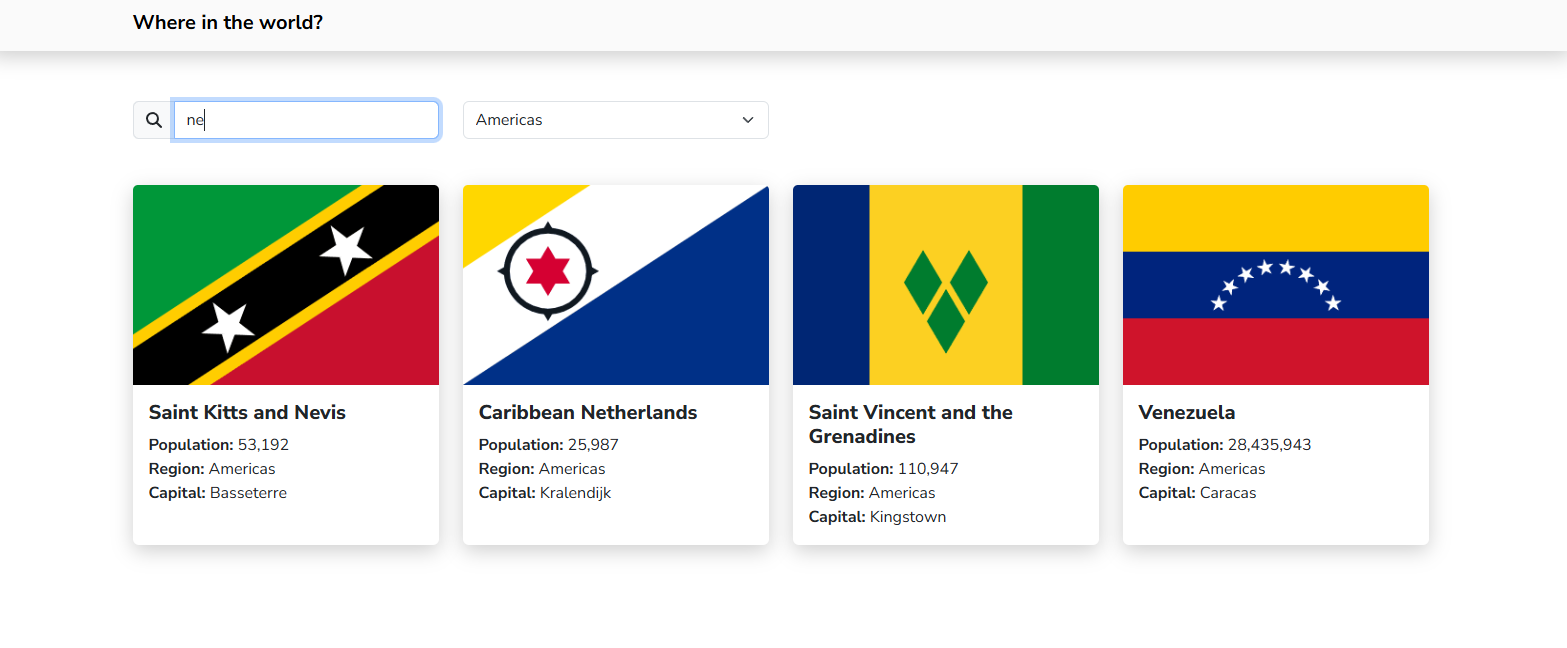 Where in the world?
ne
Americas
Saint Kitts and Nevis
Population: 53,192
Region: Americas
Capital: Basseterre
Caribbean Netherlands
Population: 25,987
Region: Americas
Capital: Kralendijk
Saint Vincent and the
Grenadines
Population: 110,947
Region: Americas
Capital: Kingstown
Venezuela
Population: 28,435,943
Region: Americas
Capital: Caracas